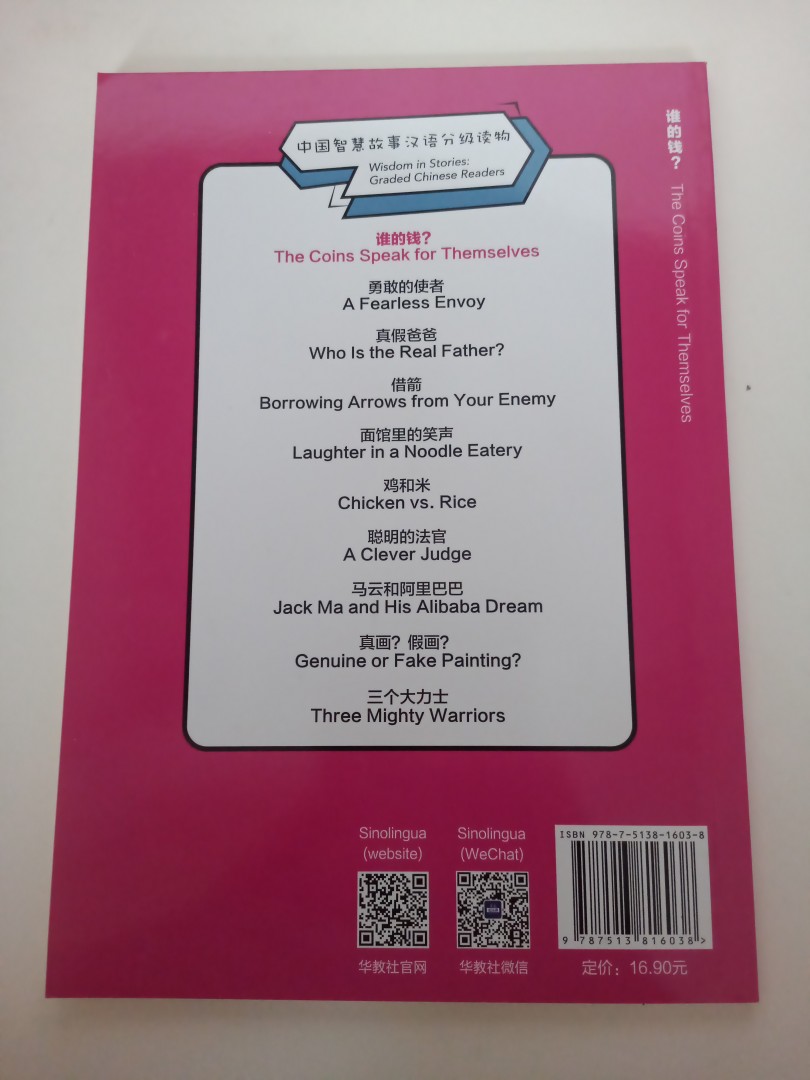 中国智慧故事汉语分级读物
Wisdom in Stories:
Graded Chinese Readers
谁的钱？
The Coins Speak for Themselves
勇敢的使者
A Fearless Envoy
真假爸爸
Who Is the Real Father?
借箭
Borrowing Arrows from Your Enemy
面馆里的笑声
Laughter in a Noodle Eatery
鸡和米
Chicken vs. Rice
聪明的法官
A Clever Judge
马云和阿里巴巴
Jack Ma and His Alibaba Dream
真画？假画？
Genuine or Fake Painting?
三个大力士
Three Mighty Warriors
Sinolingua
(website)
华教社官网
Sinolingua
(WeChat)
华教社微信
ISBN 978-7-5138-1603-8
9 787513 816038 >
定价：16.90元
谁的钱？ The Coins Speak for Themselves